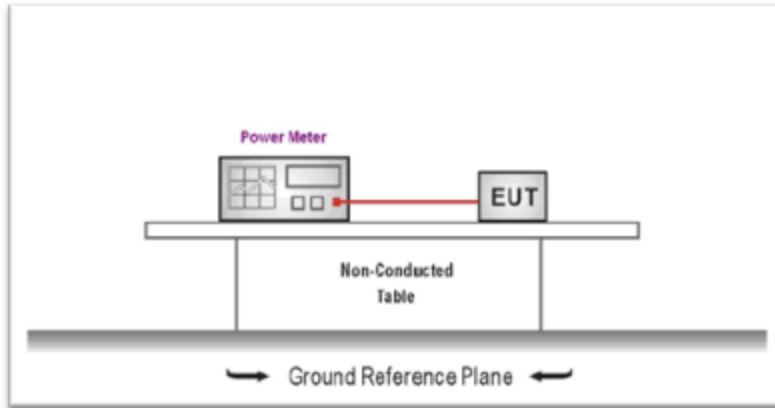 Power Meter
EUT
Non-Conducted
Table
Ground Reference Plane